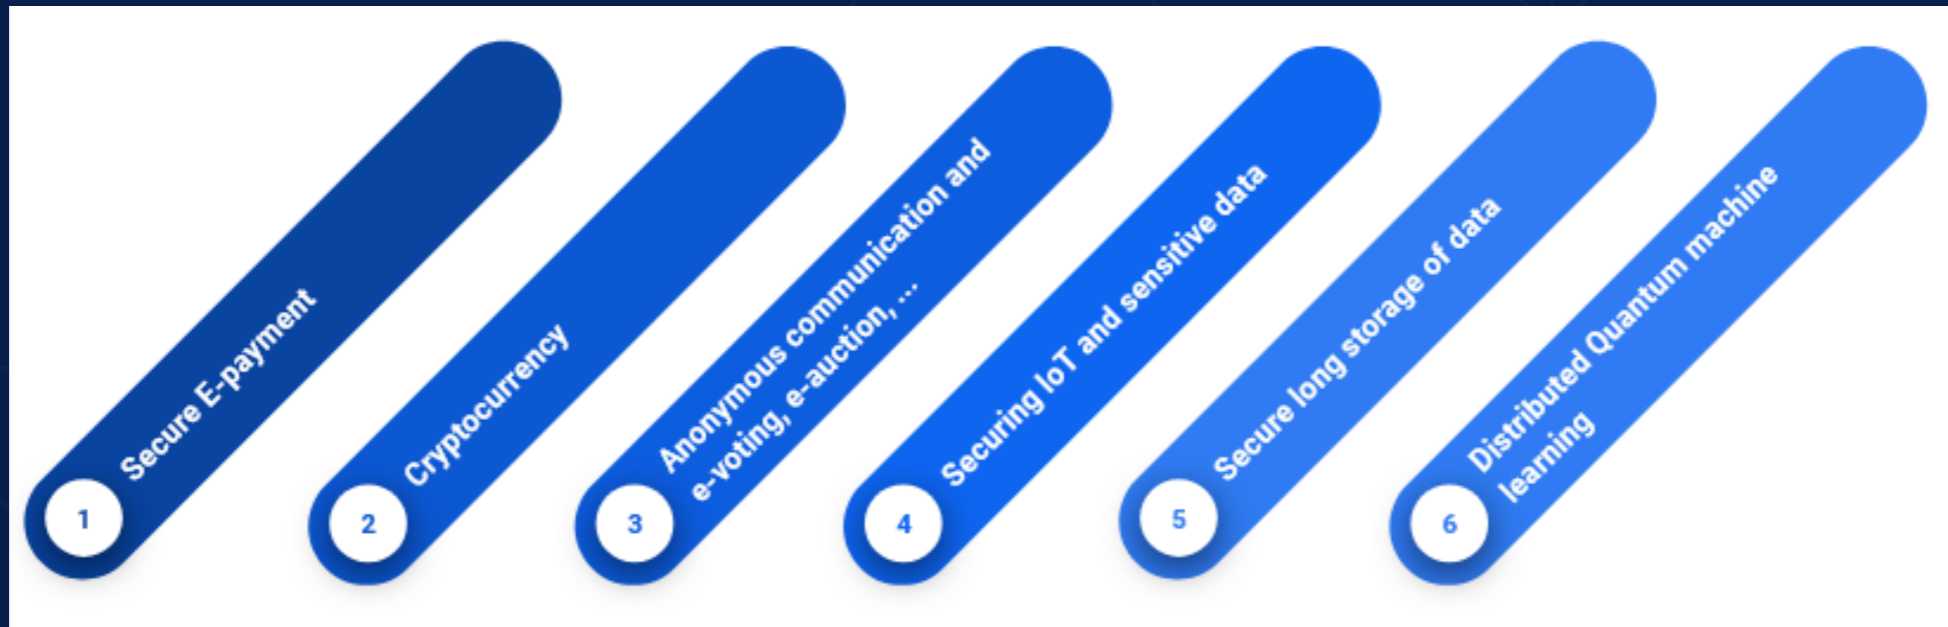 1
Secure E-payment
2
Cryptocurrency
3
Anonymous communication and
e-voting, e-auction, ...
4
Securing IoT and sensitive data
5
Secure long storage of data
6
Distributed Quantum machine
learning